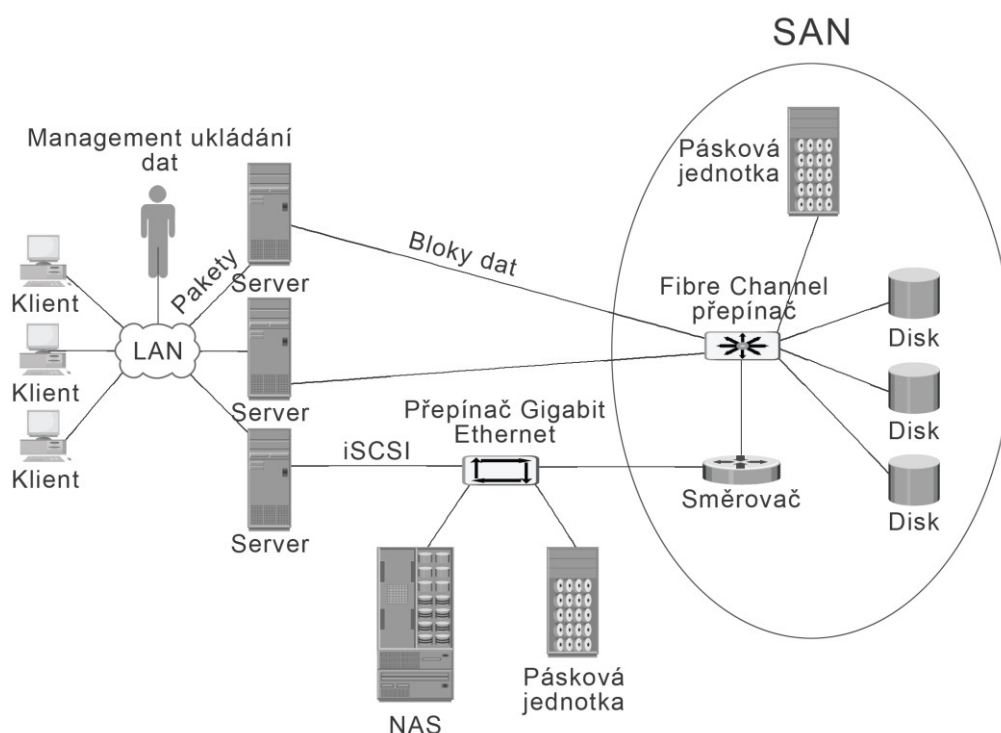 SAN
Management ukládání
dat
Pásková
jednotka
Pakety
Bloky dat
Server
Klient
Fibre Channel
přepínač
Disk
LAN
Klient
Server
Disk
Přepínač Gigabit
Ethernet
iSCSI
Klient
Směrovač
Disk
Server
Pásková
jednotka
NAS